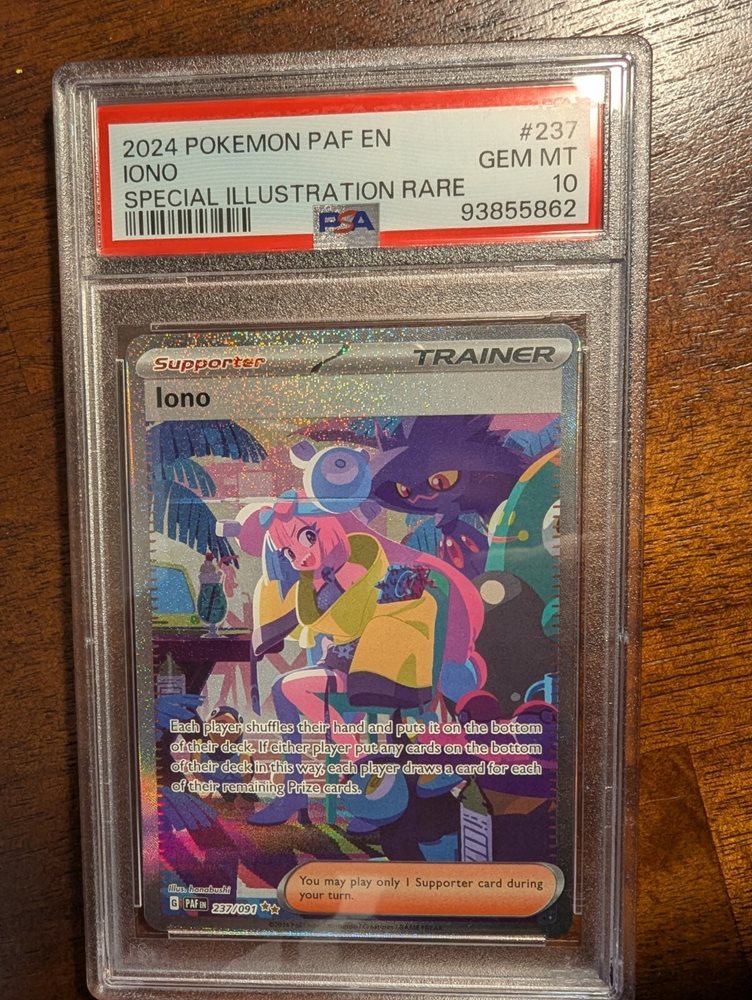 2024 POKEMON PAF EN #237
IONO GEM MT
SPECIAL ILLUSTRATION RARE 10
PSA 93855862
Supporter TRAINER
Iono
Each player shuffles their hand and puts it on the bottom
of their deck. If either player put any cards on the bottom
of their deck in this way, each player draws a card for each
of their remaining Prize cards.
Illus. hanabushi
You may play only 1 Supporter card during
your turn.
G PAF EN 237/091